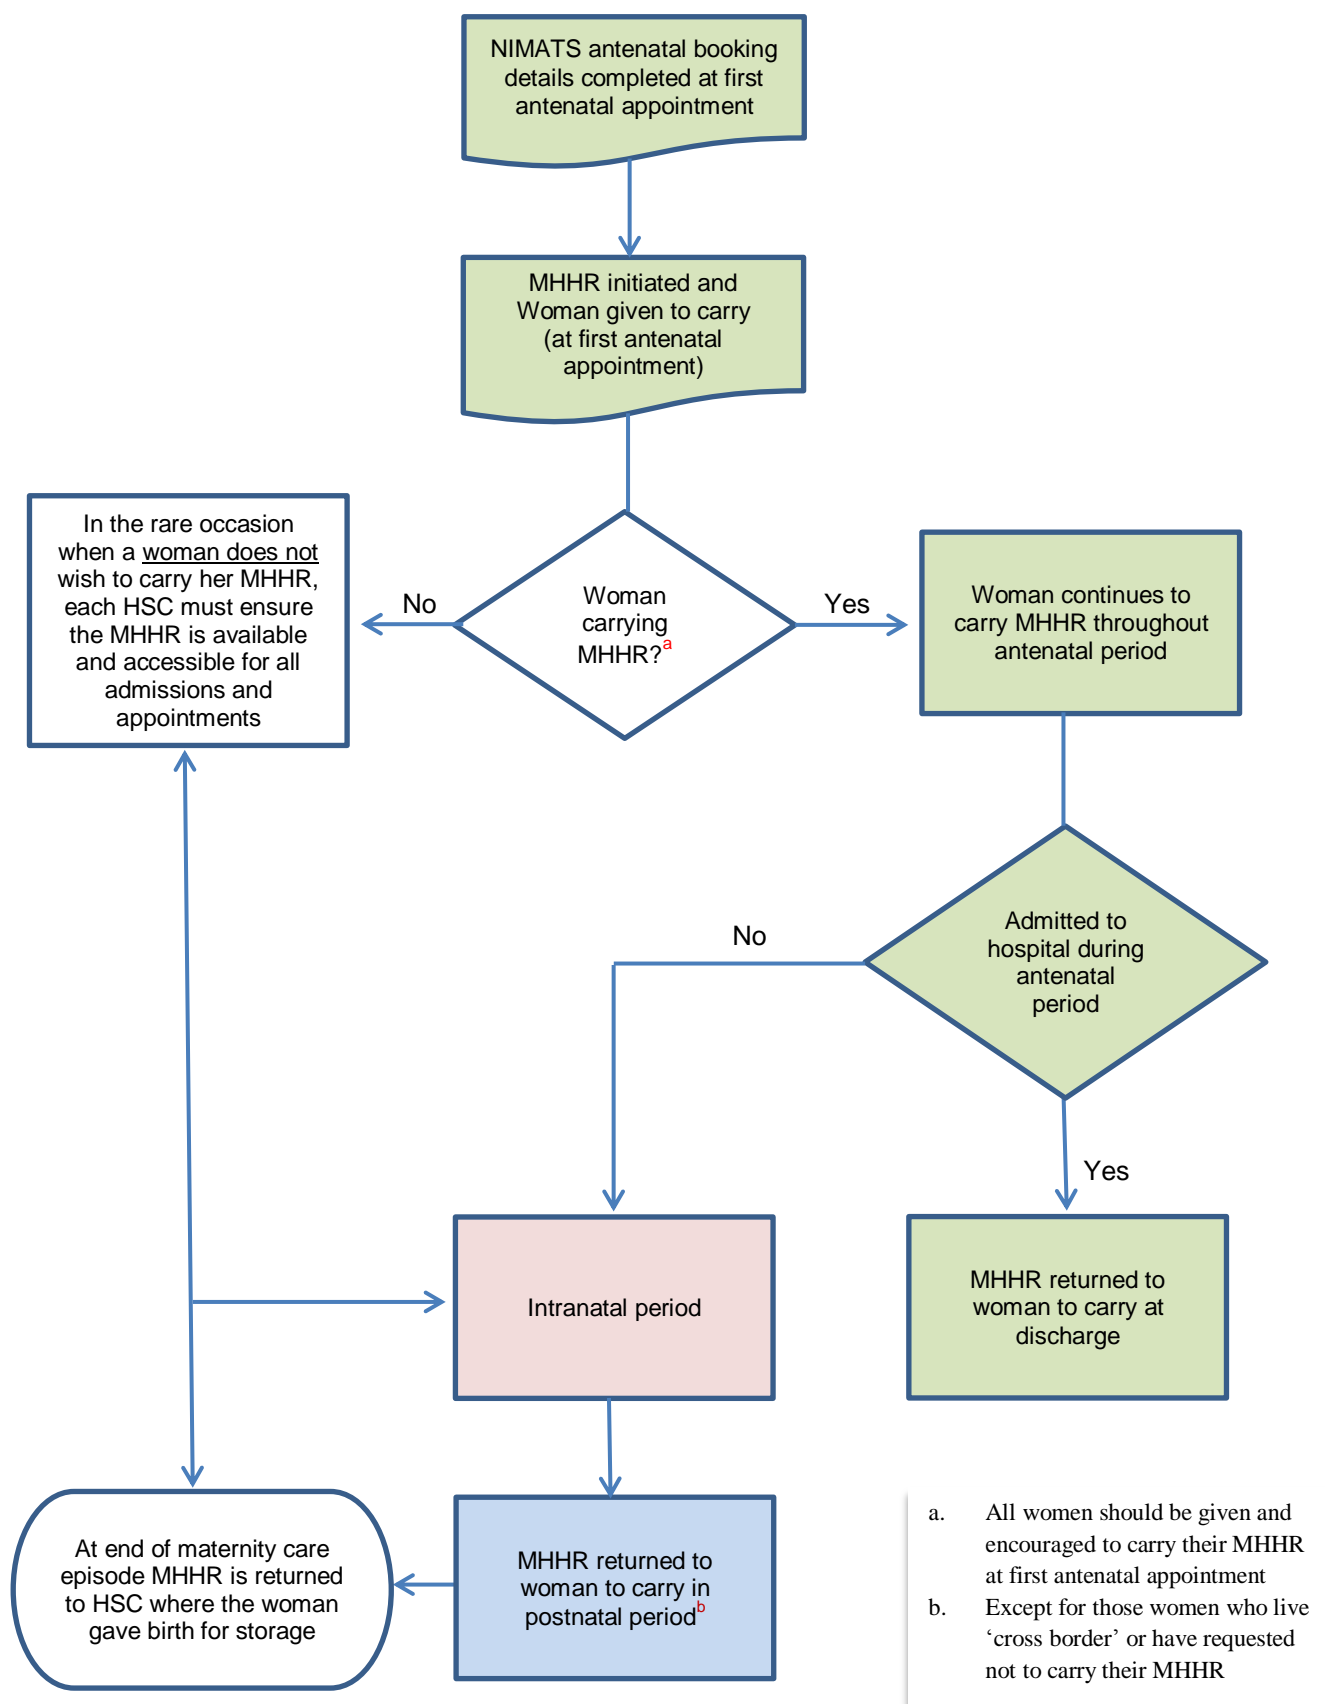 NIMATS antenatal booking
details completed at first
antenatal appointment
MHHR initiated and
Woman given to carry
(at first antenatal
appointment)
In the rare occasion
when a woman does not
wish to carry her MHHR,
each HSC must ensure
the MHHR is available
and accessible for all
admissions and
appointments
No
Woman
carrying
MHHR?a
Yes
Woman continues to
carry MHHR throughout
antenatal period
No
Admitted to
hospital during
antenatal
period
Yes
Intranatal period
MHHR returned to
woman to carry at
discharge
At end of maternity care
episode MHHR is returned
to HSC where the woman
gave birth for storage
MHHR returned to
woman to carry in
postnatal periodb
a. All women should be given and
encouraged to carry their MHHR
at first antenatal appointment
b. Except for those women who live
‘cross border’ or have requested
not to carry their MHHR